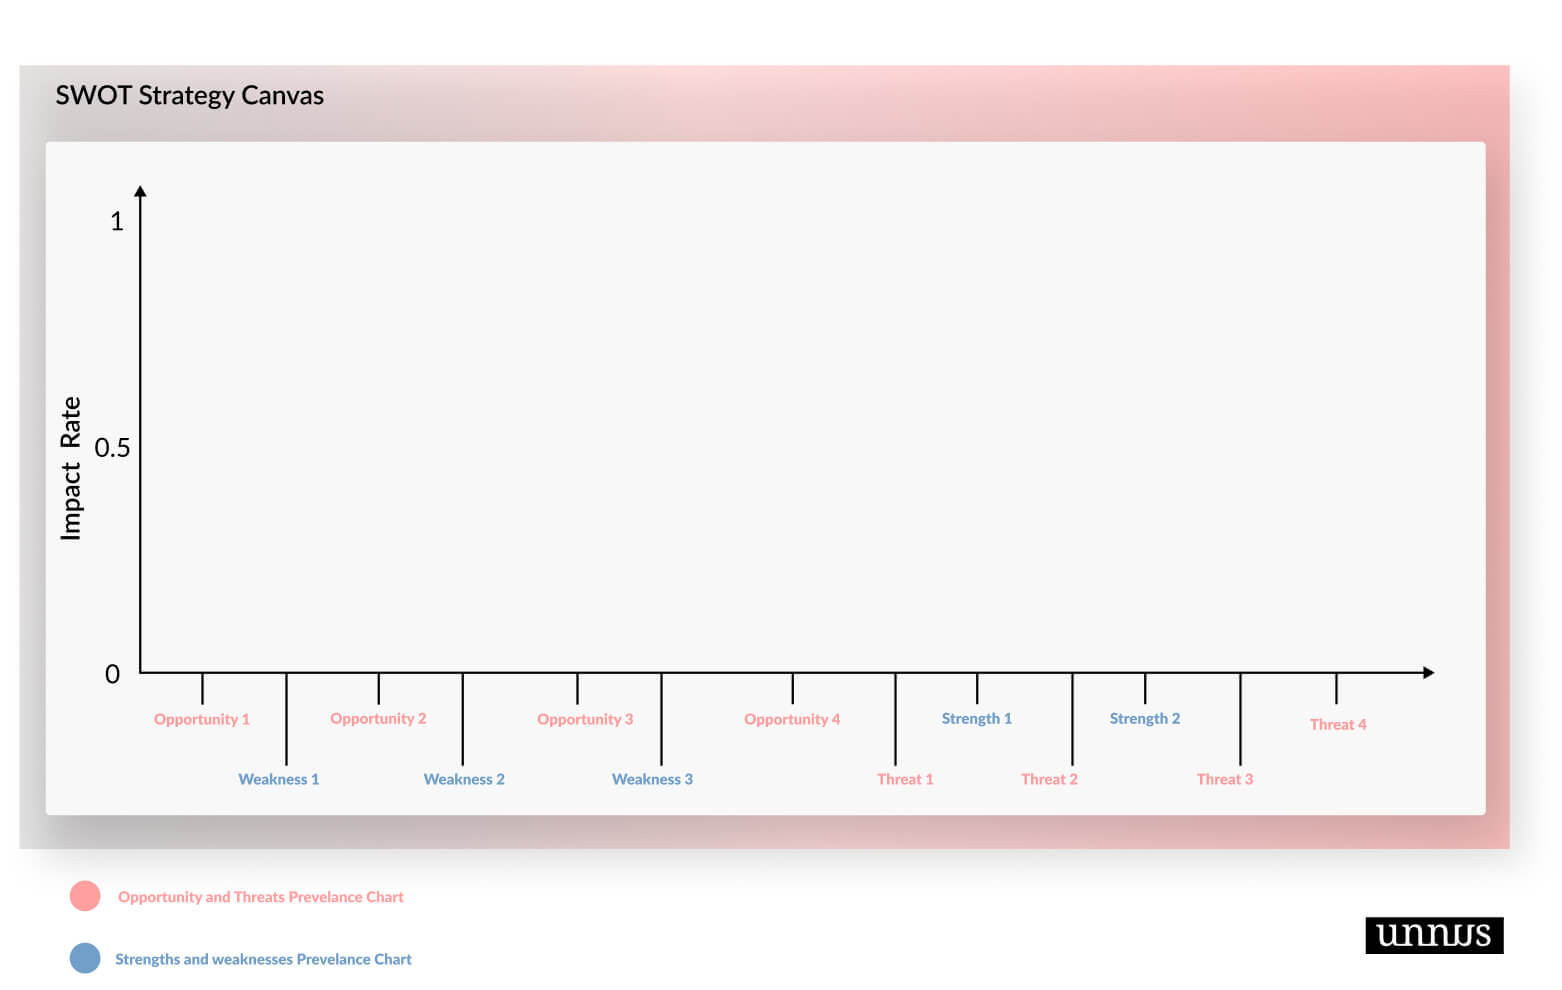 SWOT Strategy Canvas
1
0.5
0
Impact Rate
Opportunity 1
Opportunity 2
Opportunity 3
Opportunity 4
Strength 1
Strength 2
Threat 4
Weakness 1
Weakness 2
Weakness 3
Threat 1
Threat 2
Threat 3
Opportunity and Threats Prevelance Chart
Strengths and weaknesses Prevelance Chart
unnus